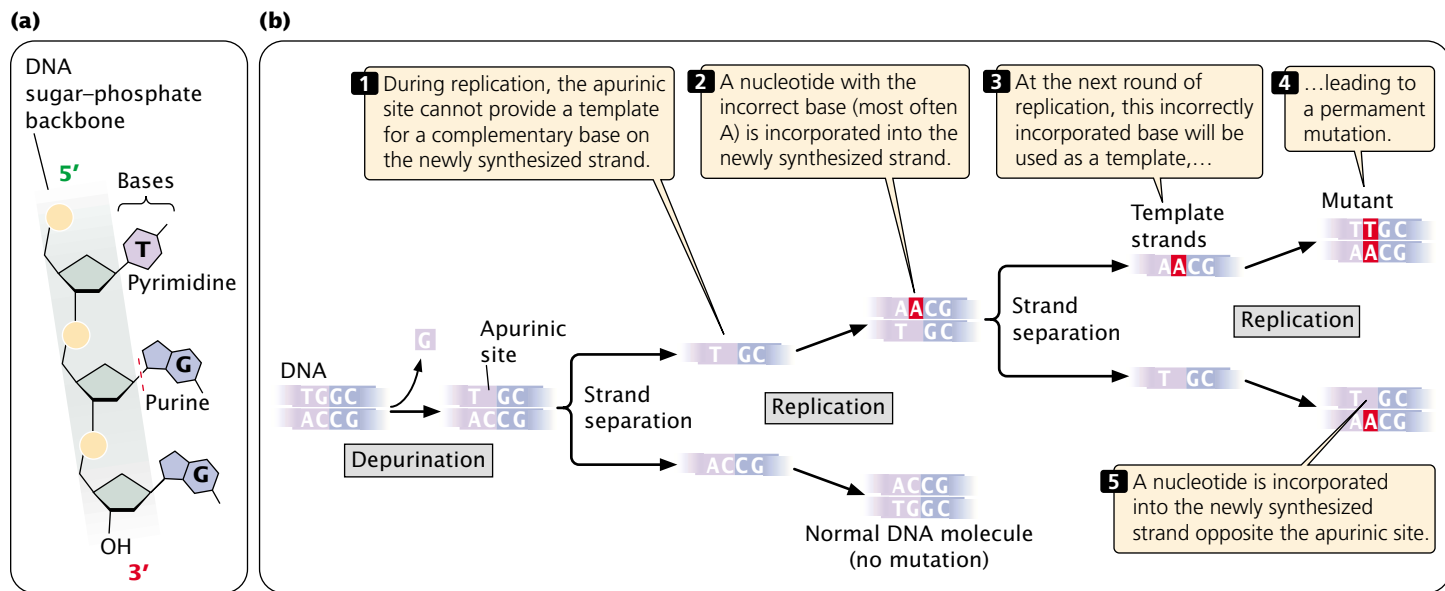 (a)
DNA
sugar–phosphate
backbone
5′
Bases
T
Pyrimidine
G
Purine
G
OH
3′
(b)
1 During replication, the apurinic
site cannot provide a template
for a complementary base on
the newly synthesized strand.
2 A nucleotide with the
incorrect base (most often
A) is incorporated into the
newly synthesized strand.
3 At the next round of
replication, this incorrectly
incorporated base will be
used as a template,…
4 …leading to
a permament
mutation.
DNA
TGGC
ACCG
G
Depurination
Apurinic
site
T GC
ACCG
Strand
separation
T GC
ACCG
Replication
AACG
T GC
ACCG
TGGC
Normal DNA molecule
(no mutation)
Strand
separation
Template
strands
AACG
T GC
Replication
Mutant
TTGC
AACG
T GC
AACG
5 A nucleotide is incorporated
into the newly synthesized
strand opposite the apurinic site.